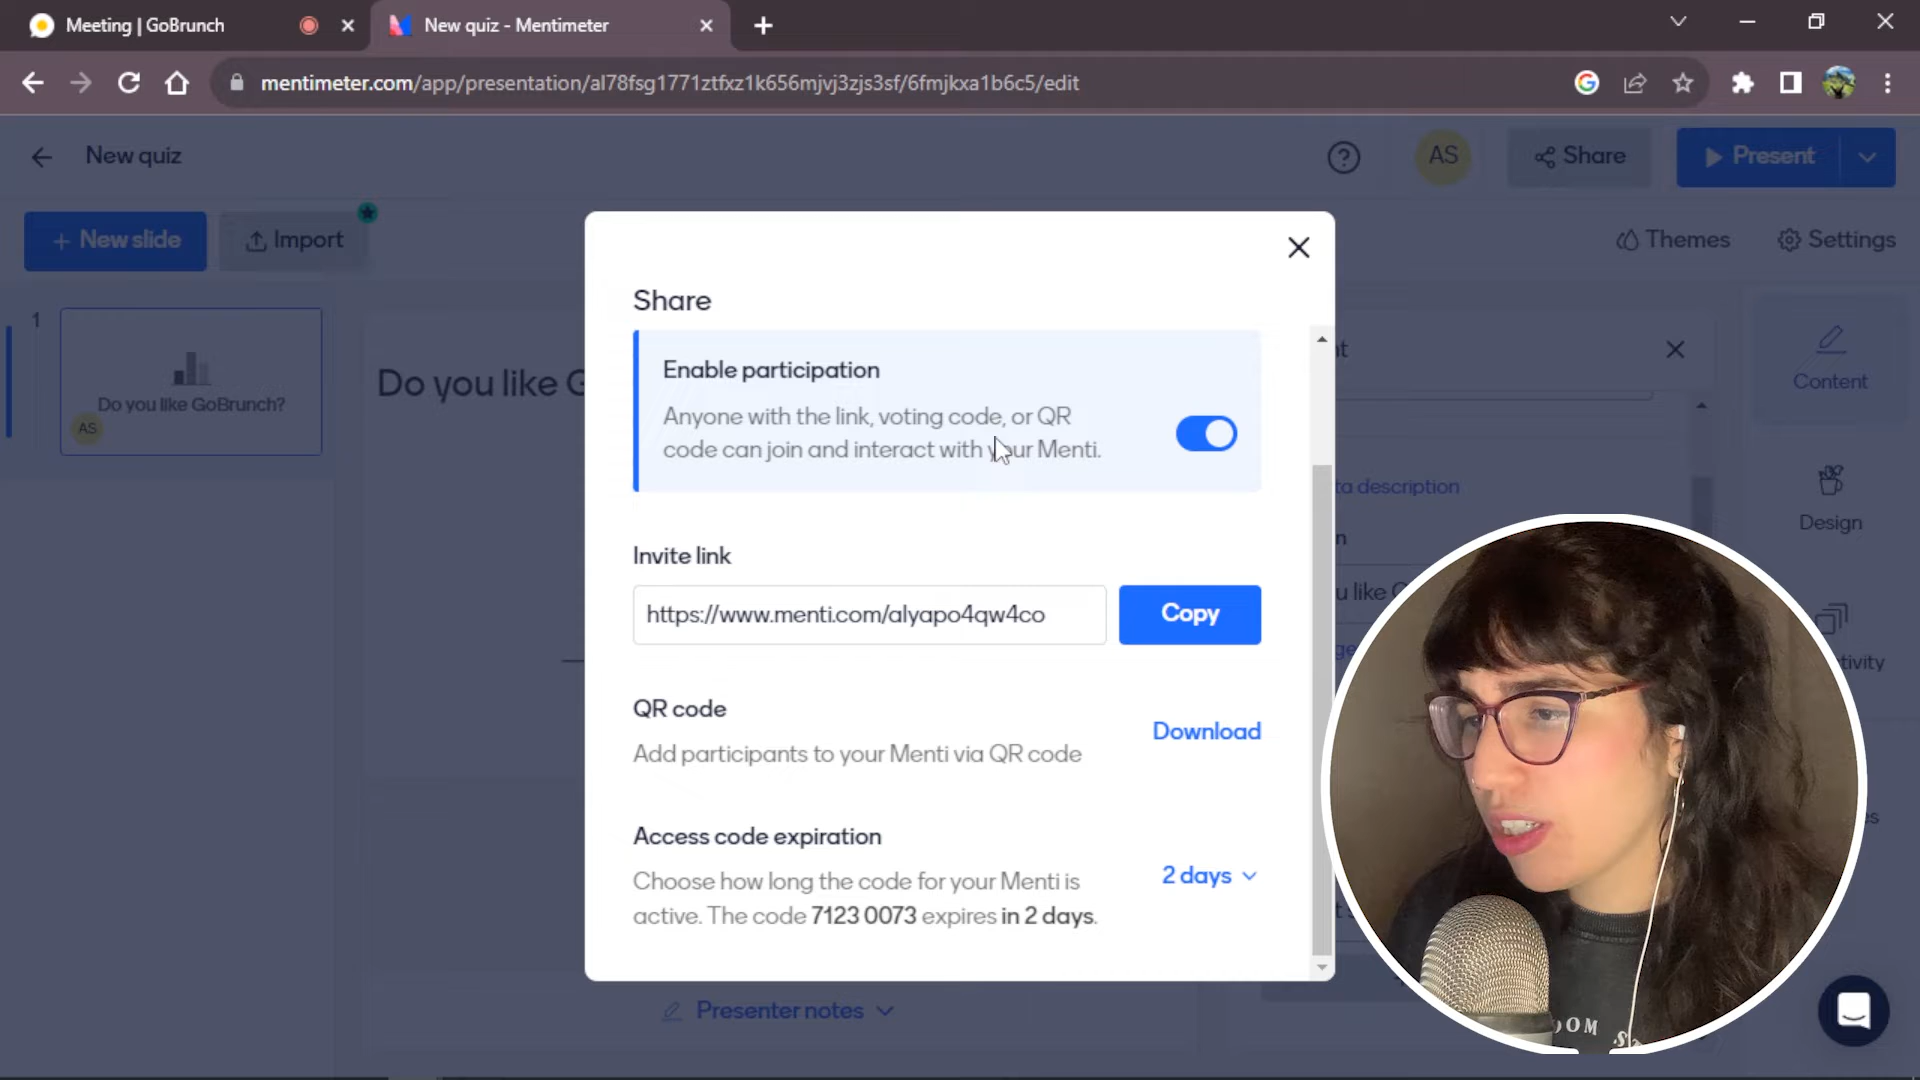 Meeting | GoBrunch
New quiz - Mentimeter
mentimeter.com/app/presentation/al78fsg1771ztfxz1k656mjvj3zjs3sf/6fmjkxa1b6c5/edit
New quiz
AS
Share
Present
+ New slide
Import
Themes
Settings
1
Do you like GoBrunch?
AS
Do you like G
Share
Enable participation
Anyone with the link, voting code, or QR
code can join and interact with your Menti.
Invite link
https://www.menti.com/alyapo4qw4co
Copy
QR code
Download
Add participants to your Menti via QR code
Access code expiration
Choose how long the code for your Menti is
active. The code 7123 0073 expires in 2 days.
2 days
Content
Design
Presenter notes